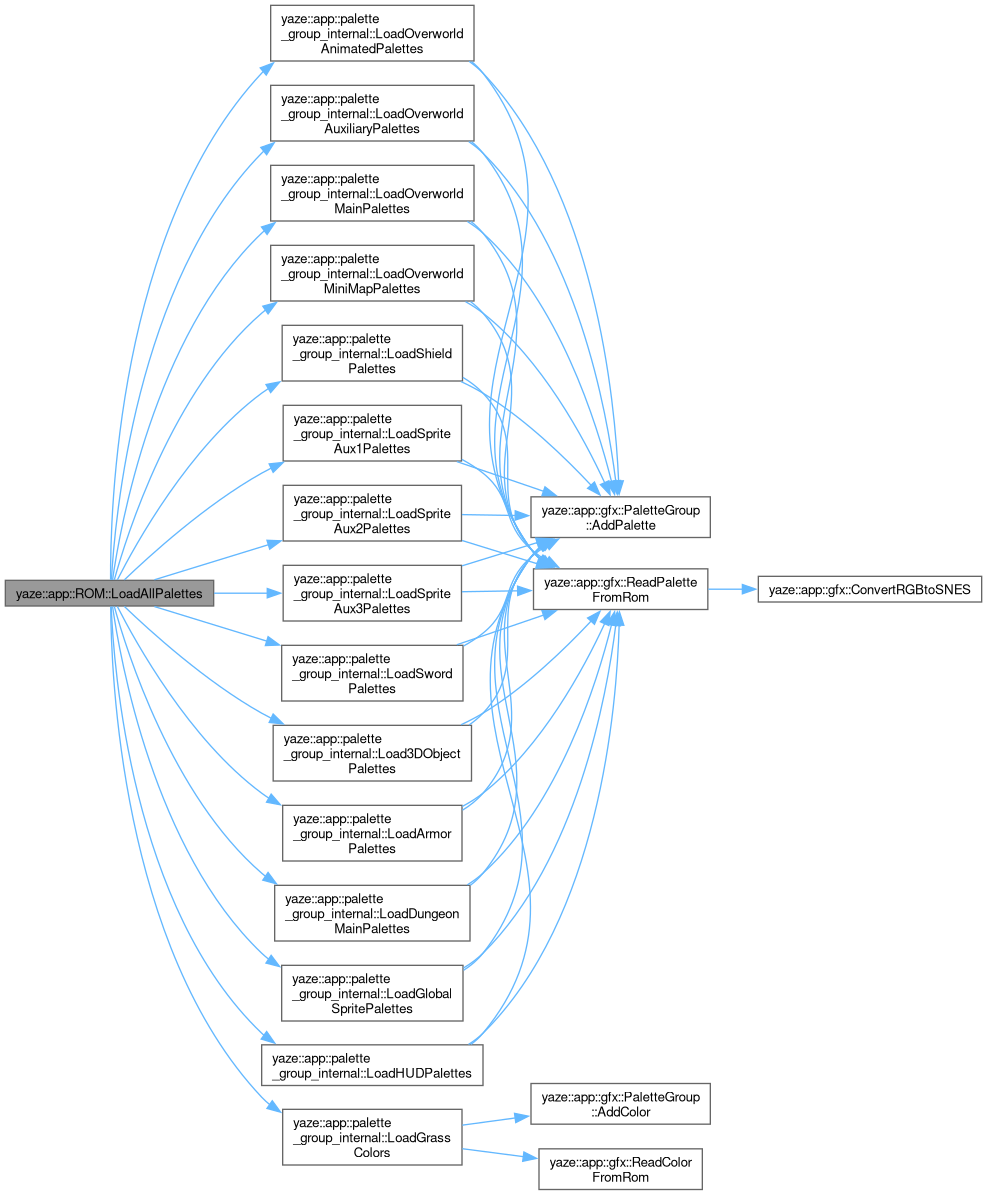 yaze::app::palette
_group_internal::LoadOverworld
AnimatedPalettes
yaze::app::palette
_group_internal::LoadOverworld
AuxiliaryPalettes
yaze::app::palette
_group_internal::LoadOverworld
MainPalettes
yaze::app::palette
_group_internal::LoadOverworld
MiniMapPalettes
yaze::app::palette
_group_internal::LoadShield
Palettes
yaze::app::palette
_group_internal::LoadSprite
Aux1Palettes
yaze::app::palette
_group_internal::LoadSprite
Aux2Palettes
yaze::app::palette
_group_internal::LoadSprite
Aux3Palettes
yaze::app::palette
_group_internal::LoadSword
Palettes
yaze::app::palette
_group_internal::Load3DObject
Palettes
yaze::app::palette
_group_internal::LoadArmor
Palettes
yaze::app::palette
_group_internal::LoadDungeon
MainPalettes
yaze::app::palette
_group_internal::LoadGlobal
SpritePalettes
yaze::app::palette
_group_internal::LoadHUDPalettes
yaze::app::palette
_group_internal::LoadGrass
Colors
yaze::app::ROM::LoadAllPalettes
yaze::app::gfx::PaletteGroup
::AddPalette
yaze::app::gfx::ReadPalette
FromRom
yaze::app::gfx::ConvertRGBtoSNES
yaze::app::gfx::PaletteGroup
::AddColor
yaze::app::gfx::ReadColor
FromRom